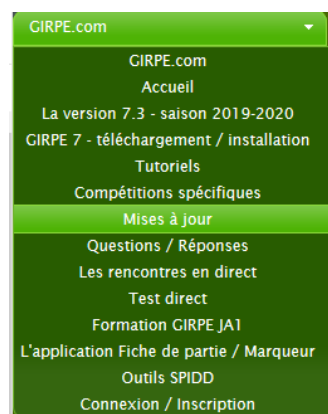 GIRPE.com
GIRPE.com
Accueil
La version 7.3 - saison 2019-2020
GIRPE 7 - téléchargement / installation
Tutoriels
Compétitions spécifiques
Mises à jour
Questions / Réponses
Les rencontres en direct
Test direct
Formation GIRPE JA1
L'application Fiche de partie / Marqueur
Outils SPIDD
Connexion / Inscription